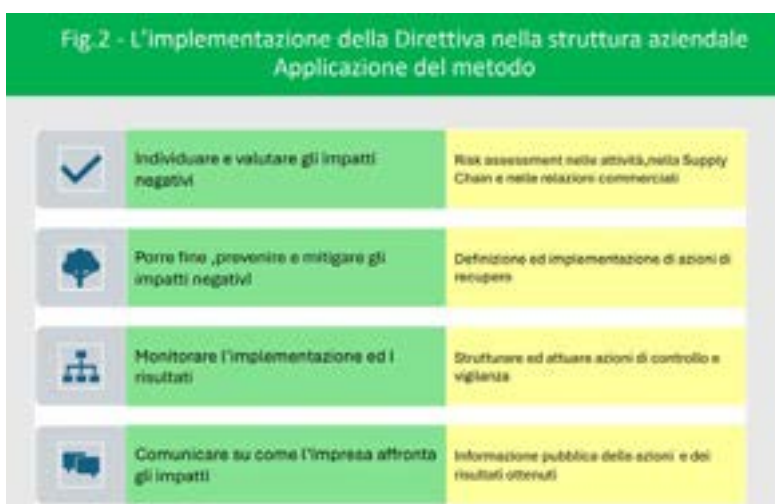 Fig.2 - L'implementazione della Direttiva nella struttura aziendale
Applicazione del metodo
Individuare e valutare gli impatti
negativi
Risk assessment nelle attività,nella Supply
Chain e nelle relazioni commerciali
Porre fine ,prevenire e mitigare gli
impatti negativi
Definizione ed implementazione di azioni di
recupero
Monitorare l'implementazione ed i
risultati
Strutturare ed attuare azioni di controllo e
vigilanza
Comunicare su come l'impresa affronta
gli impatti
Informazione pubblica delle azioni e dei
risultati ottenuti